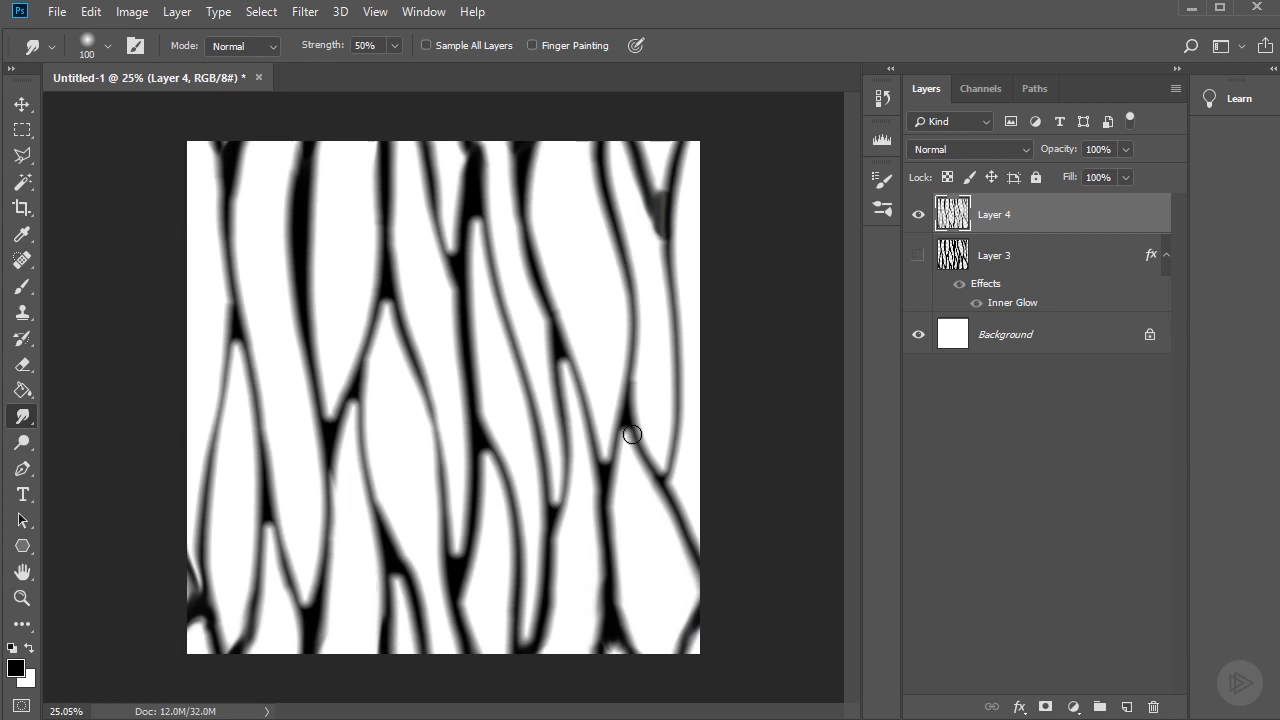 Ps File Edit Image Layer Type Select Filter 3D View Window Help
100 Mode: Normal Strength: 50% Sample All Layers Finger Painting
Untitled-1 @ 25% (Layer 4, RGB/8#) * ×
Layers Channels Paths
Learn
Kind
Normal Opacity: 100%
Lock: Fill: 100%
Layer 4
Layer 3 fx
Effects
Inner Glow
Background
25.05% Doc: 12.0M/32.0M
fx